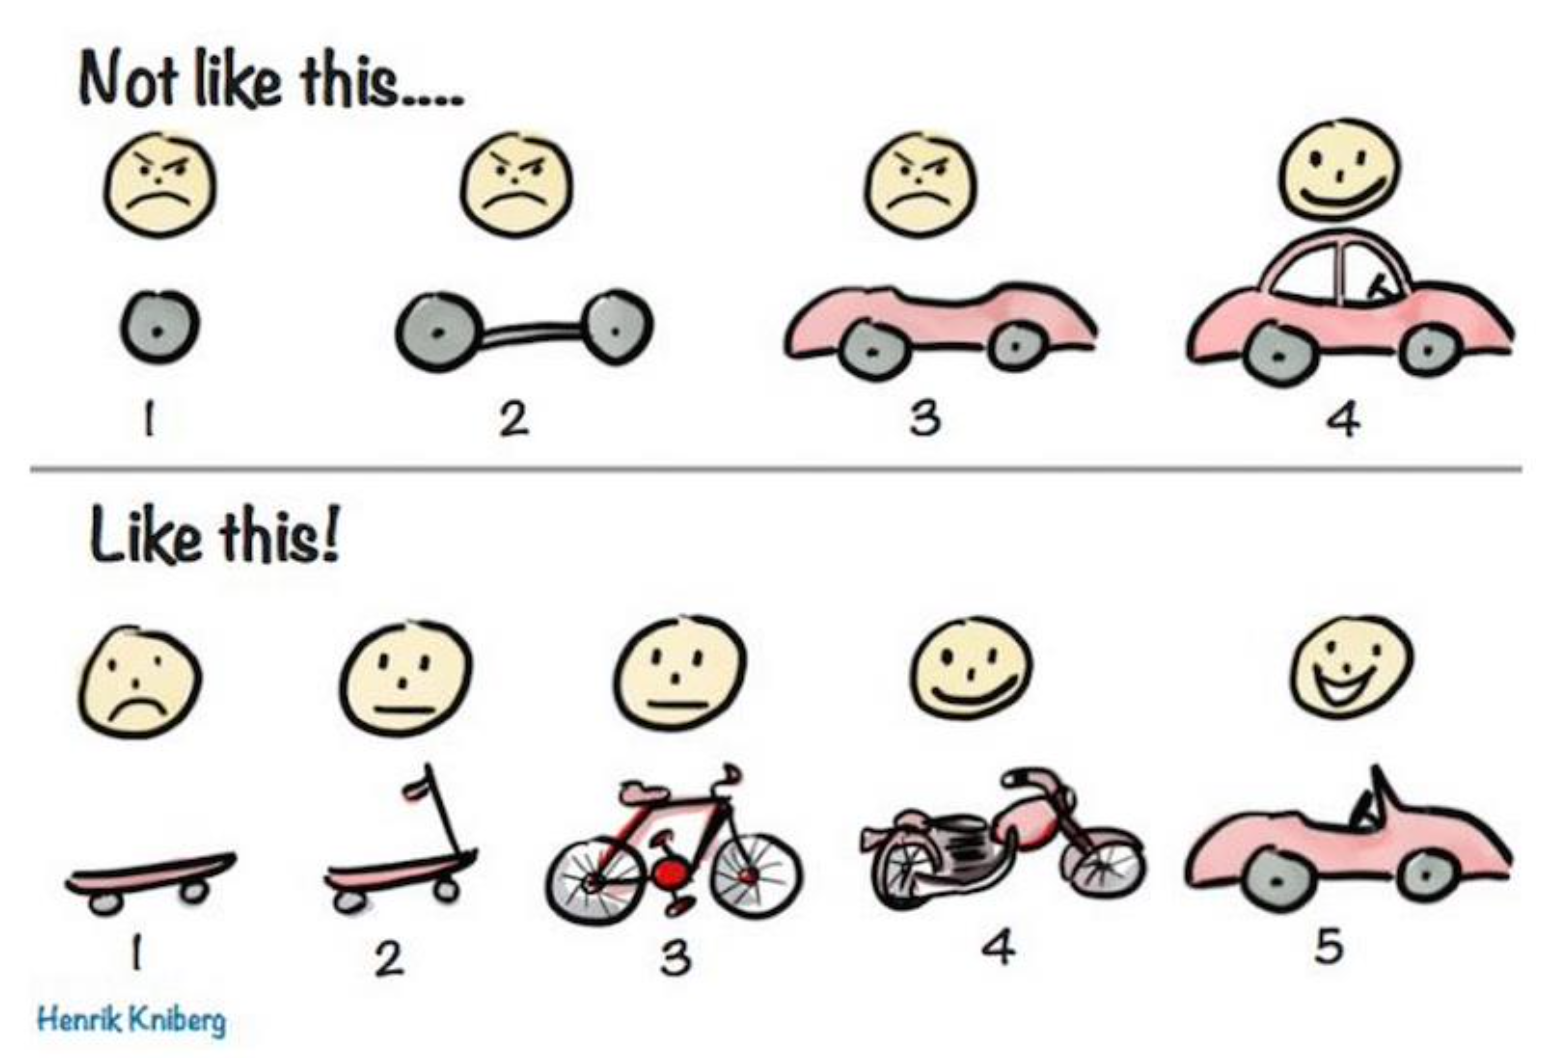 Not like this....
1 2 3 4
Like this!
1 2 3 4 5
Henrik Kniberg